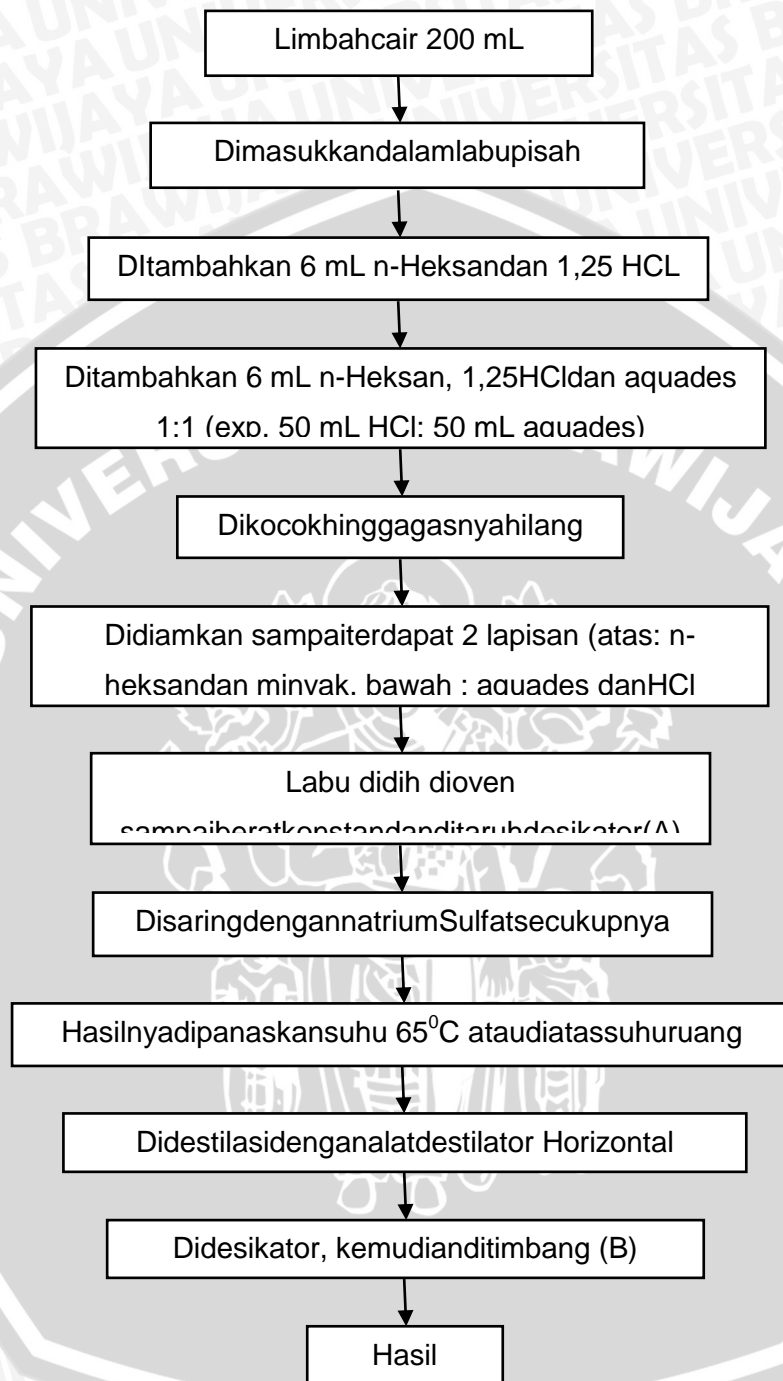 Limbahcair 200 mL
Dimasukkandalamlabupisah
DItambahkan 6 mL n-Heksandan 1,25 HCL
Ditambahkan 6 mL n-Heksan, 1,25HCldan aquades
1:1 (exp. 50 mL HCl: 50 mL aquades)
Dikocokhinggagasnyahilang
Didiamkan sampaiterdapat 2 lapisan (atas: n-
heksandan minyak, bawah : aquades danHCl
Labu didih dioven
sampaiberatkonstandanditaruhdesikator(A)
DisaringdengannatriumSulfatsecukupnya
Hasilnyadipanaskansuhu 65⁰C ataudiatassuhuruang
Didestilasidenganalatdestilator Horizontal
Didesikator, kemudianditimbang (B)
Hasil